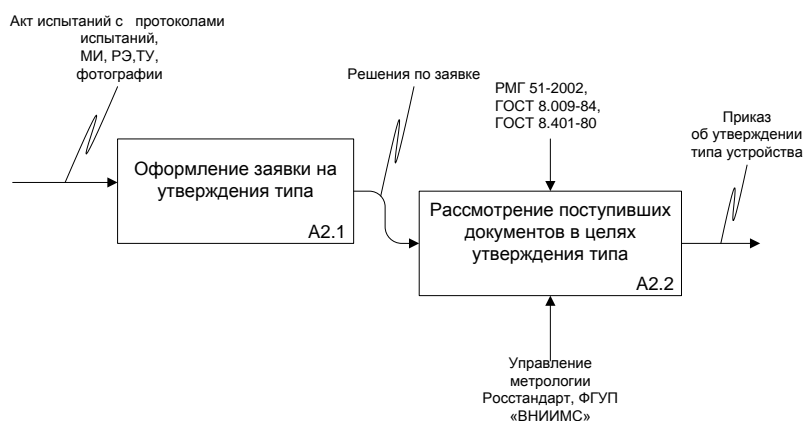 Акт испытаний с протоколами
испытаний,
МИ, РЭ,ТУ,
фотографии
Решения по заявке
РМГ 51-2002,
ГОСТ 8.009-84,
ГОСТ 8.401-80
Приказ
об утверждении
типа устройства
Оформление заявки на
утверждения типа
А2.1
Рассмотрение поступивших
документов в целях
утверждения типа
А2.2
Управление
метрологии
Росстандарт, ФГУП
«ВНИИМС»